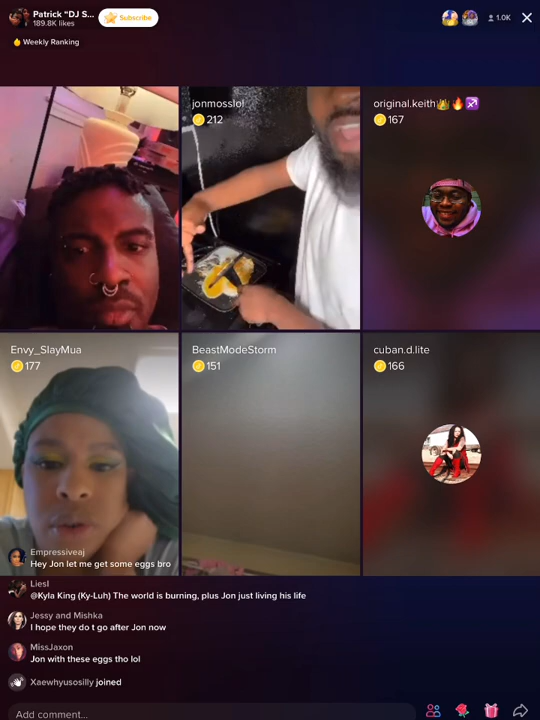 Patrick "DJ S...
189.8K likes
Subscribe
1.0K
Weekly Ranking
jonmosslol
212
original.keith
167
Envy_SlayMua
177
BeastModeStorm
151
cuban.d.lite
166
Empressiveaj
Hey Jon let me get some eggs bro
Liesl
@Kyla King (Ky-Luh) The world is burning, plus Jon just living his life
Jessy and Mishka
I hope they do t go after Jon now
MissJaxon
Jon with these eggs tho lol
Xaewhyusosilly joined
Add comment...